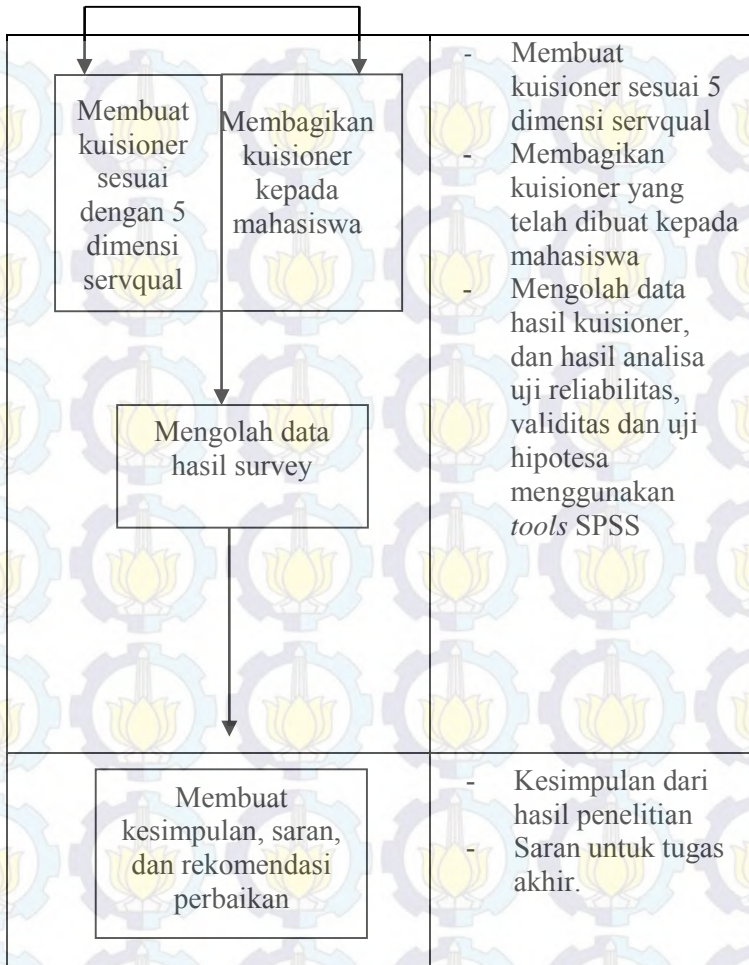 Membuat
kuisioner
sesuai
dengan 5
dimensi
servqual
Membagikan
kuisioner
kepada
mahasiswa
Mengolah data
hasil survey
- Membuat
kuisioner sesuai 5
dimensi servqual
- Membagikan
kuisioner yang
telah dibuat kepada
mahasiswa
- Mengolah data
hasil kuisioner,
dan hasil analisa
uji reliabilitas,
validitas dan uji
hipotesa
menggunakan
tools SPSS
Membuat
kesimpulan, saran,
dan rekomendasi
perbaikan
- Kesimpulan dari
hasil penelitian
- Saran untuk tugas
akhir.